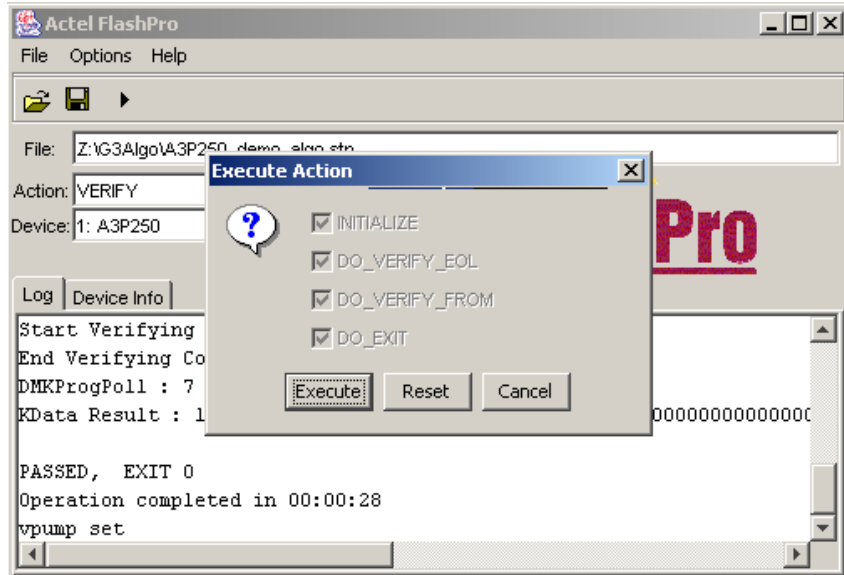 Actel FlashPro
File Options Help
File: Z:\G3Algo\A3P250_demo_algo.stp
Execute Action
Action: VERIFY
INITIALIZE
Device: 1: A3P250
Pro
DO_VERIFY_EOL
Log Device Info
DO_VERIFY_FROM
Start Verifying
DO_EXIT
End Verifying Co
DMKProgPoll : 7
Execute Reset Cancel
KData Result : 1
PASSED, EXIT 0
Operation completed in 00:00:28
vpump set